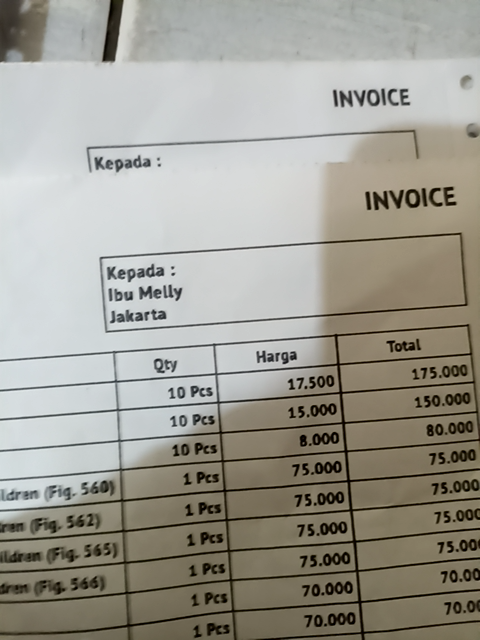 INVOICE
Kepada :
INVOICE
Kepada :
Ibu Melly
Jakarta
Qty Harga Total
10 Pcs 17.500 175.000
10 Pcs 15.000 150.000
10 Pcs 8.000 80.000
ldren (Fig. 560) 1 Pcs 75.000 75.000
ren (Fig. 562) 1 Pcs 75.000 75.000
ildren (Fig. 565) 1 Pcs 75.000 75.000
dren (Fig. 566) 1 Pcs 75.000 75.000
1 Pcs 70.000 70.00
1 Pcs 70.000 70.0